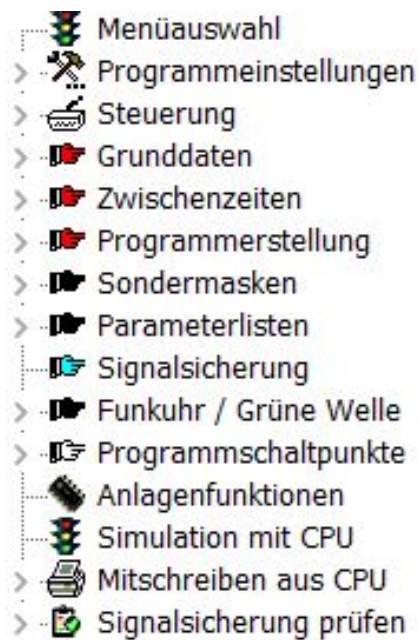 Menüauswahl
Programmeinstellungen
Steuerung
Grunddaten
Zwischenzeiten
Programmerstellung
Sondermasken
Parameterlisten
Signalsicherung
Funkuhr / Grüne Welle
Programmschaltpunkte
Anlagenfunktionen
Simulation mit CPU
Mitschreiben aus CPU
Signalsicherung prüfen